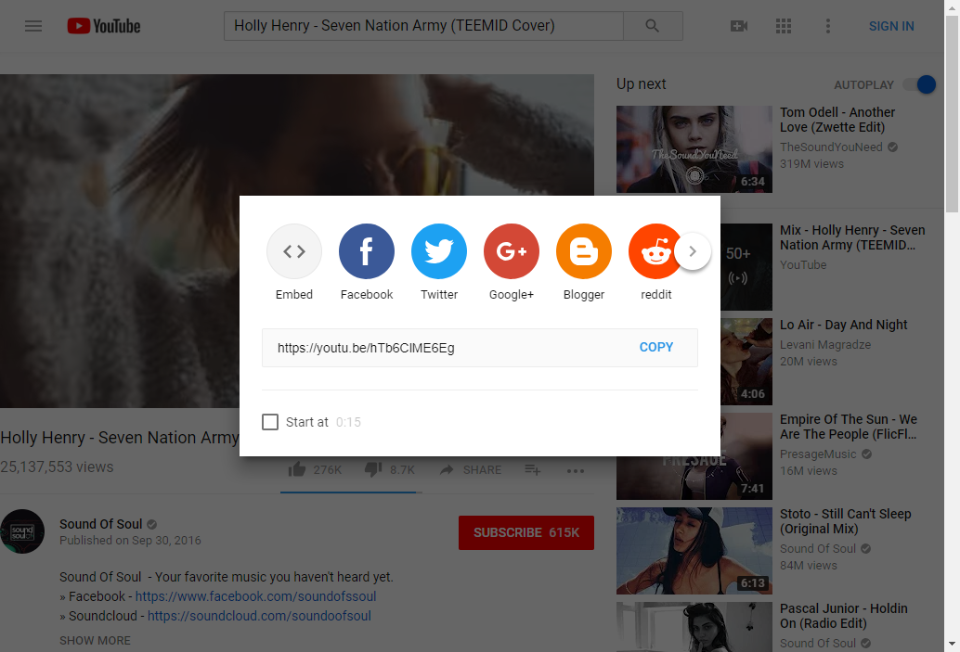 YouTube
Holly Henry - Seven Nation Army (TEEMID Cover)
SIGN IN
Up next
AUTOPLAY
TheSoundYouNeed
6:34
Tom Odell - Another
Love (Zwette Edit)
TheSoundYouNeed
319M views
50+
Mix - Holly Henry - Seven
Nation Army (TEEMID...
YouTube
4:06
Lo Air - Day And Night
Levani Magradze
20M views
PRESAGE
7:41
Empire Of The Sun - We
Are The People (FlicFl...
PresageMusic
16M views
6:13
Stoto - Still Can't Sleep
(Original Mix)
Sound Of Soul
84M views
Pascal Junior - Holdin
On (Radio Edit)
Sound Of Soul
Embed
Facebook
Twitter
G+
Google+
Blogger
reddit
https://youtu.be/hTb6ClME6Eg
COPY
Start at 0:15
Holly Henry - Seven Nation Army
25,137,553 views
276K
8.7K
SHARE
sound
soul
Sound Of Soul
Published on Sep 30, 2016
SUBSCRIBE 615K
Sound Of Soul - Your favorite music you haven't heard yet.
» Facebook - https://www.facebook.com/soundofssoul
» Soundcloud - https://soundcloud.com/soundoofsoul
SHOW MORE